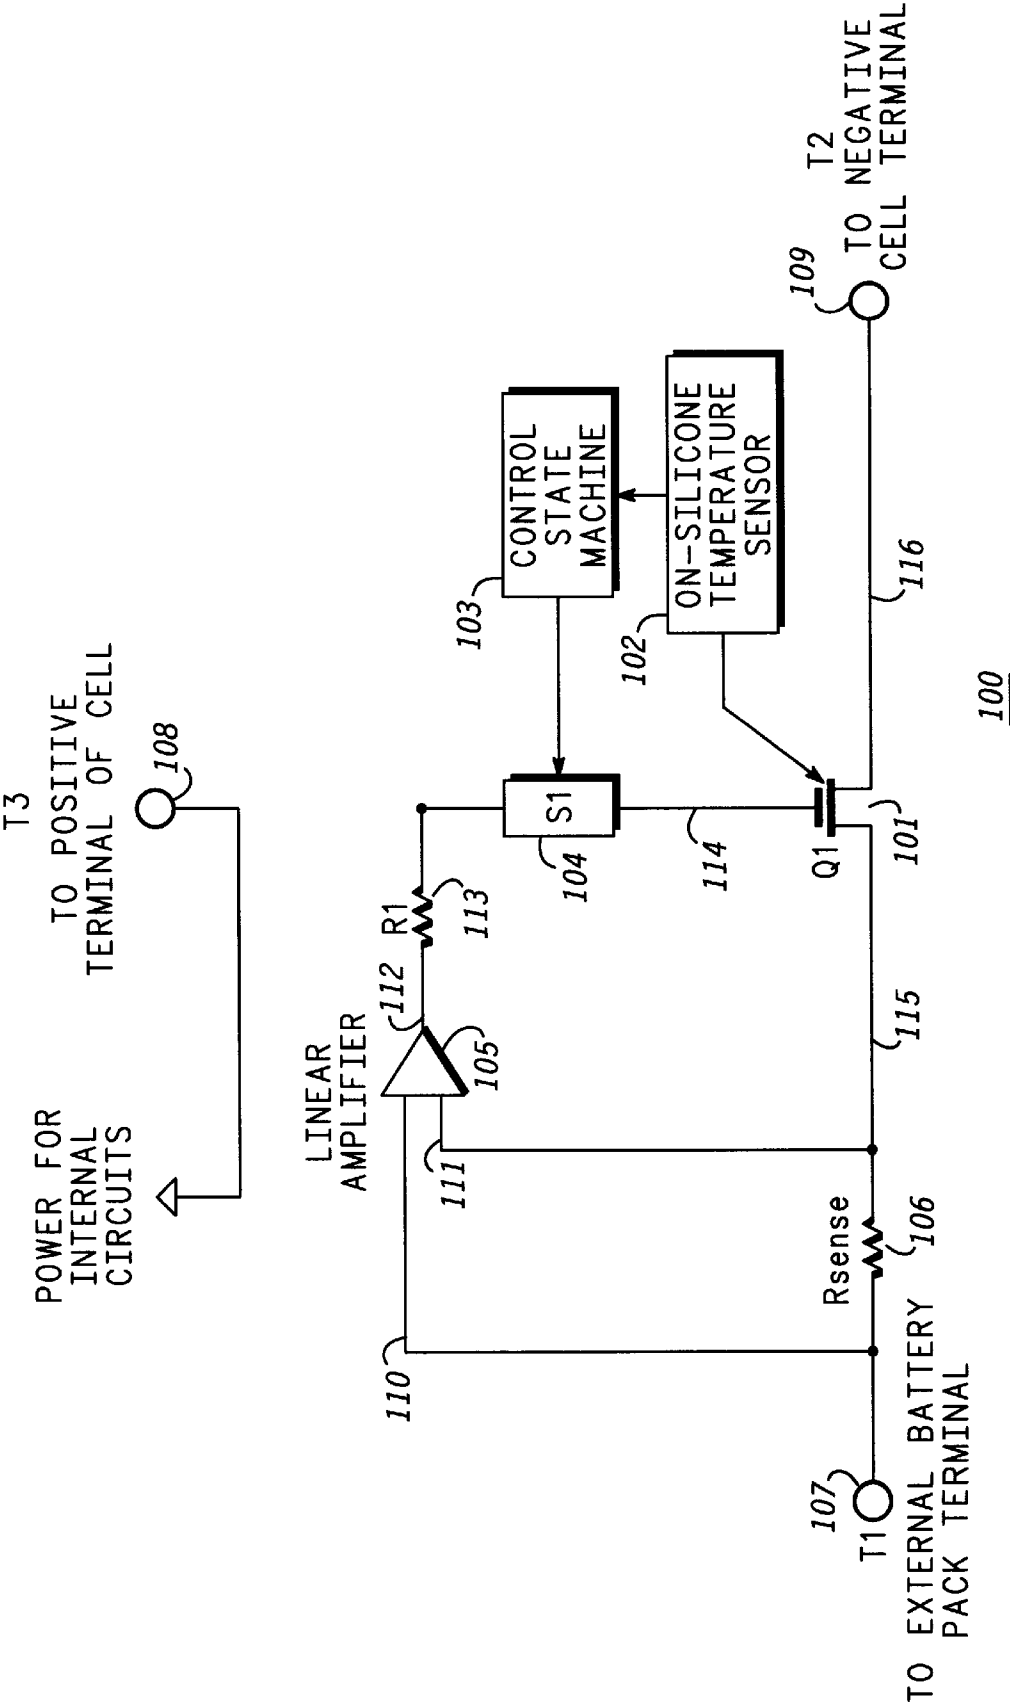 T3
TO POSITIVE
TERMINAL OF CELL
108
POWER FOR
INTERNAL
CIRCUITS
LINEAR
AMPLIFIER
112
R1
113
105
110
111
S1
104
103
CONTROL
STATE
MACHINE
102
ON-SILICONE
TEMPERATURE
SENSOR
114
Q1
101
109
T2
TO NEGATIVE
CELL TERMINAL
107
T1
TO EXTERNAL BATTERY
PACK TERMINAL
Rsense
106
115
116
100